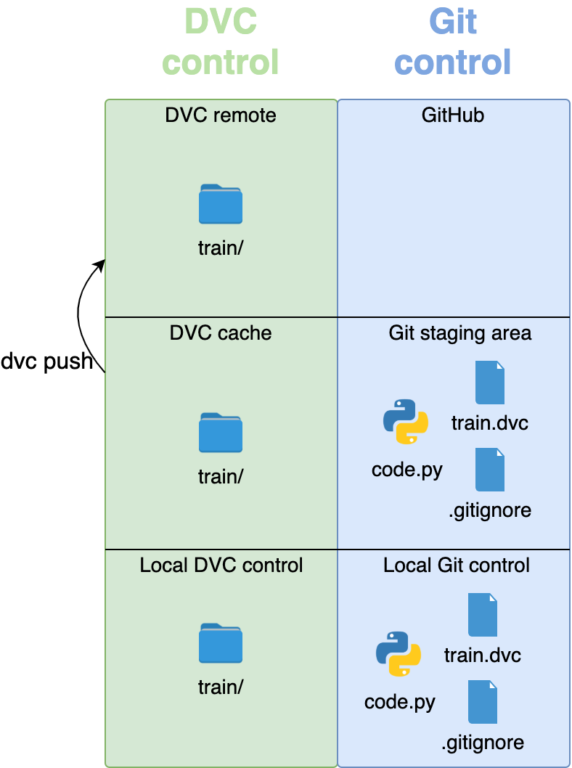 DVC
control
Git
control
DVC remote
GitHub
train/
dvc push
DVC cache
Git staging area
train/
train.dvc
code.py
.gitignore
Local DVC control
Local Git control
train/
train.dvc
code.py
.gitignore